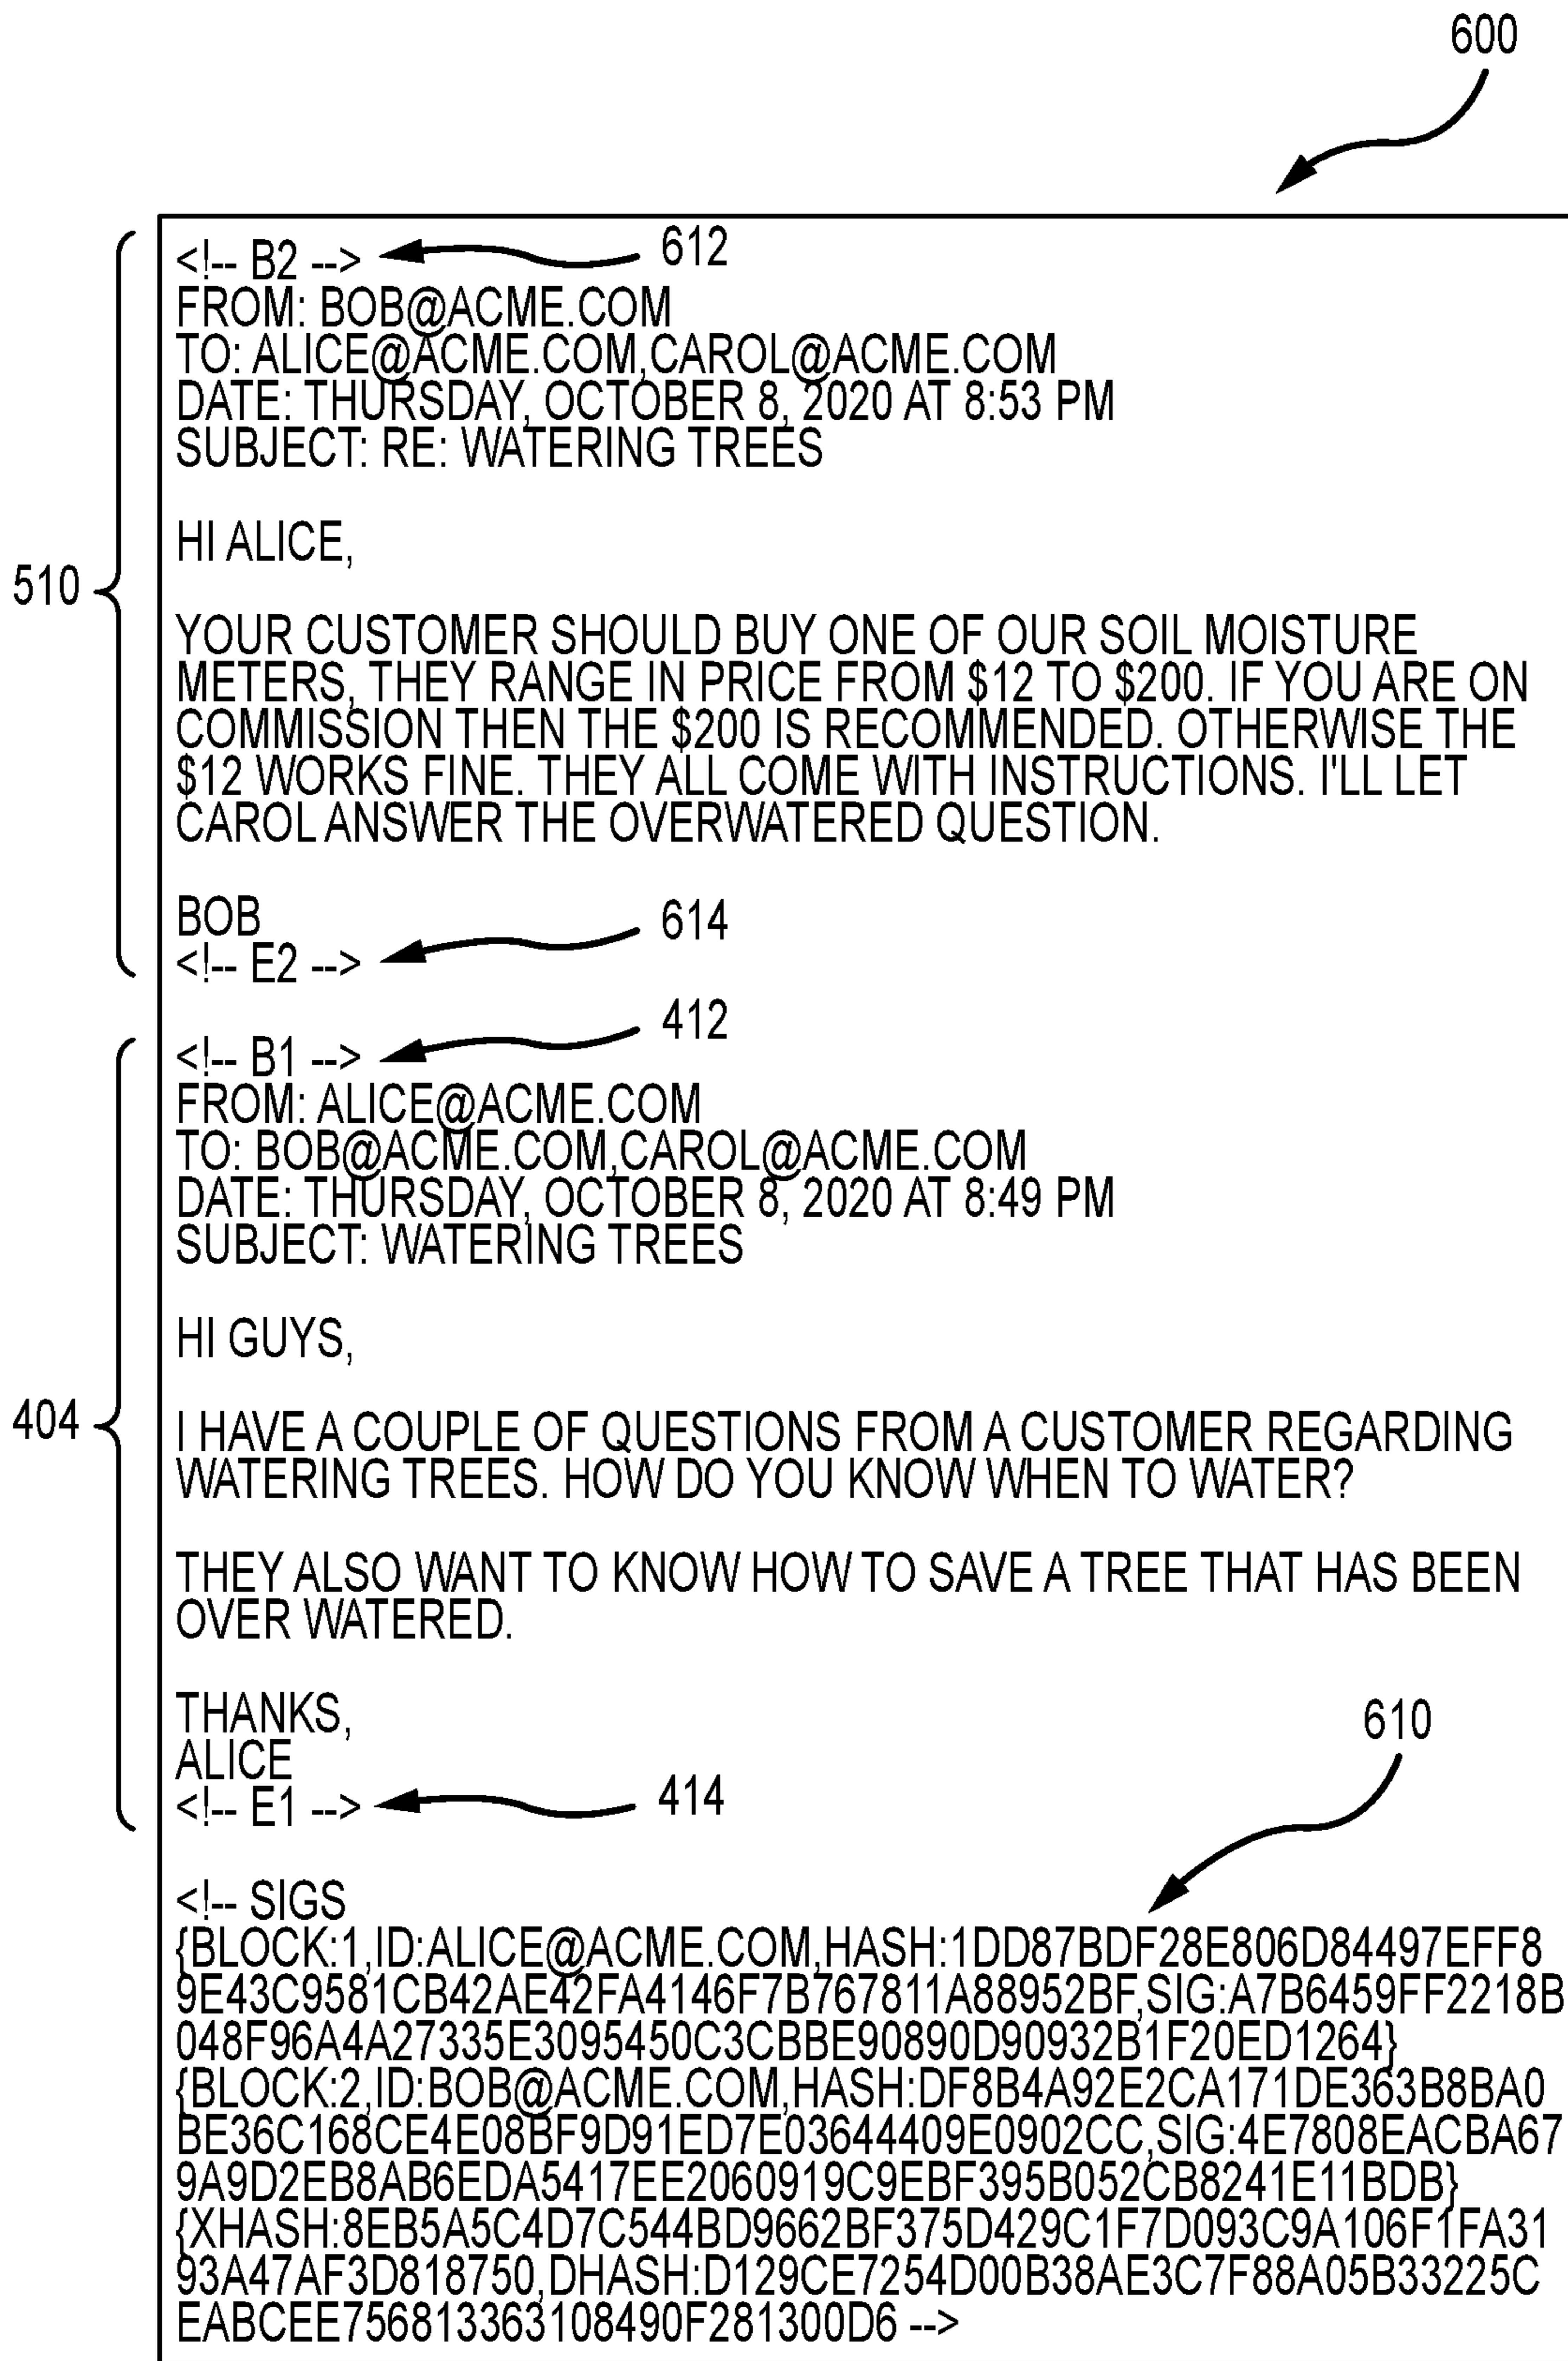 600
<!-- B2 -->
612
FROM: BOB@ACME.COM
TO: ALICE@ACME.COM,CAROL@ACME.COM
DATE: THURSDAY, OCTOBER 8, 2020 AT 8:53 PM
SUBJECT: RE: WATERING TREES
HI ALICE,
510
YOUR CUSTOMER SHOULD BUY ONE OF OUR SOIL MOISTURE
METERS, THEY RANGE IN PRICE FROM $12 TO $200. IF YOU ARE ON
COMMISSION THEN THE $200 IS RECOMMENDED. OTHERWISE THE
$12 WORKS FINE. THEY ALL COME WITH INSTRUCTIONS. I'LL LET
CAROL ANSWER THE OVERWATERED QUESTION.
BOB
614
<!-- E2 -->
412
<!-- B1 -->
FROM: ALICE@ACME.COM
TO: BOB@ACME.COM,CAROL@ACME.COM
DATE: THURSDAY, OCTOBER 8, 2020 AT 8:49 PM
SUBJECT: WATERING TREES
HI GUYS,
404
I HAVE A COUPLE OF QUESTIONS FROM A CUSTOMER REGARDING
WATERING TREES. HOW DO YOU KNOW WHEN TO WATER?
THEY ALSO WANT TO KNOW HOW TO SAVE A TREE THAT HAS BEEN
OVER WATERED.
THANKS,
610
ALICE
<!-- E1 -->
414
<!-- SIGS
{BLOCK:1,ID:ALICE@ACME.COM,HASH:1DD87BDF28E806D84497EFF8
9E43C9581CB42AE42FA4146F7B767811A88952BF,SIG:A7B6459FF2218B
048F96A4A27335E3095450C3CBBE90890D90932B1F20ED1264}
{BLOCK:2,ID:BOB@ACME.COM,HASH:DF8B4A92E2CA171DE363B8BA0
BE36C168CE4E08BF9D91ED7E03644409E0902CC,SIG:4E7808EACBA67
9A9D2EB8AB6EDA5417EE2060919C9EBF395B052CB8241E11BDB}
{XHASH:8EB5A5C4D7C544BD9662BF375D429C1F7D093C9A106F1FA31
93A47AF3D818750,DHASH:D129CE7254D00B38AE3C7F88A05B33225C
EABCEE756813363108490F281300D6 -->